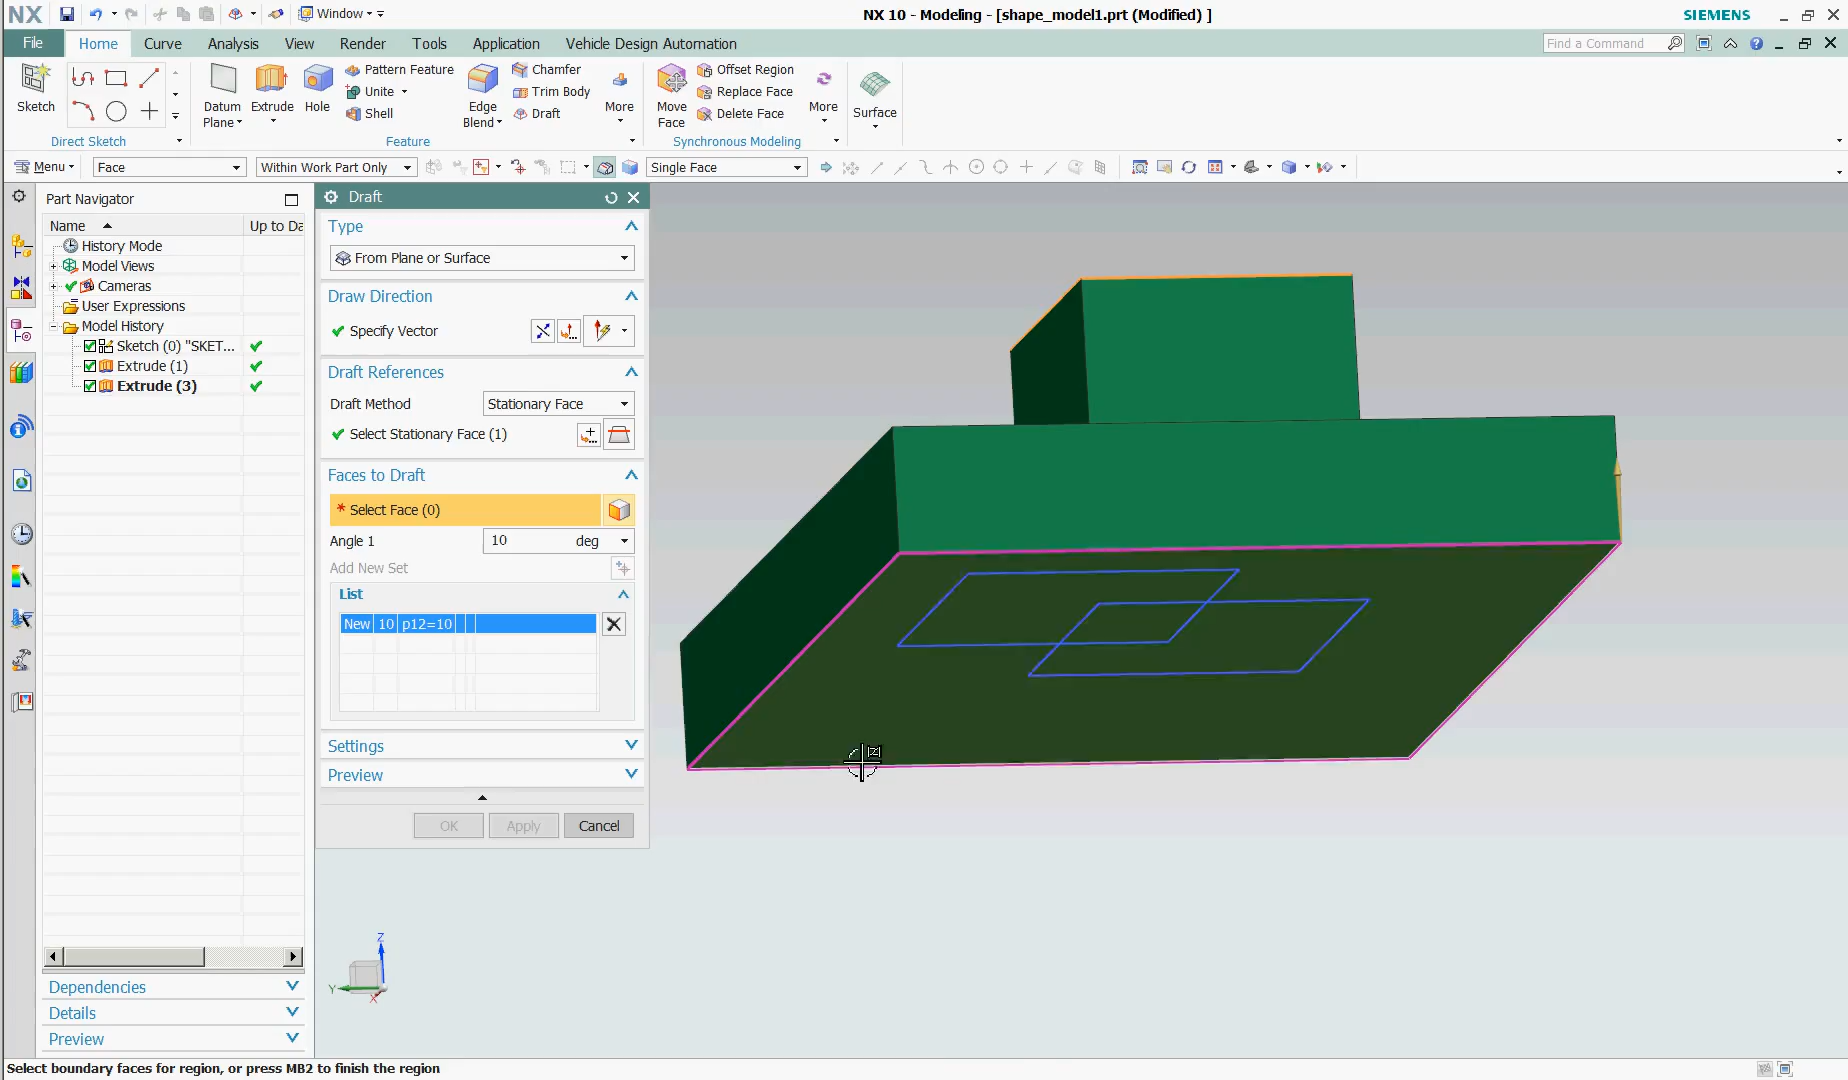 NX
Window
NX 10 - Modeling - [shape_model1.prt (Modified) ]
SIEMENS
File
Home
Curve
Analysis
View
Render
Tools
Application
Vehicle Design Automation
Find a Command
Sketch
Direct Sketch
Datum
Plane
Extrude
Hole
Pattern Feature
Unite
Shell
Edge
Blend
Chamfer
Trim Body
Draft
More
Feature
Move
Face
Offset Region
Replace Face
Delete Face
More
Synchronous Modeling
Surface
Menu
Face
Within Work Part Only
Single Face
Part Navigator
Name
Up to Da
History Mode
Model Views
Cameras
User Expressions
Model History
Sketch (0) "SKET...
Extrude (1)
Extrude (3)
Dependencies
Details
Preview
Draft
Type
From Plane or Surface
Draw Direction
Specify Vector
Draft References
Draft Method
Stationary Face
Select Stationary Face (1)
Faces to Draft
* Select Face (0)
Angle 1
10
deg
Add New Set
List
New 10 p12=10
Settings
Preview
OK
Apply
Cancel
Z
Y
X
Select boundary faces for region, or press MB2 to finish the region